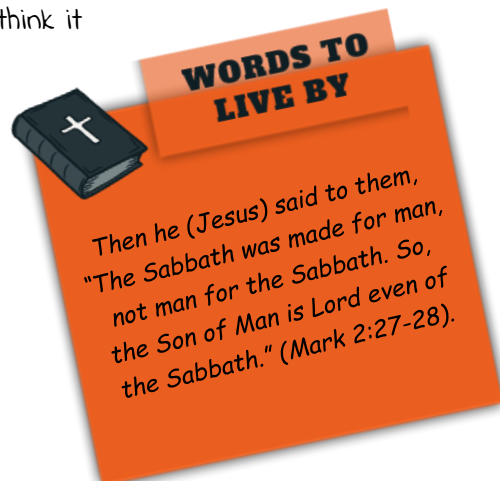 think it
WORDS TO
LIVE BY
Then he (Jesus) said to them,
“The Sabbath was made for man,
not man for the Sabbath. So,
the Son of Man is Lord even of
the Sabbath.” (Mark 2:27-28).